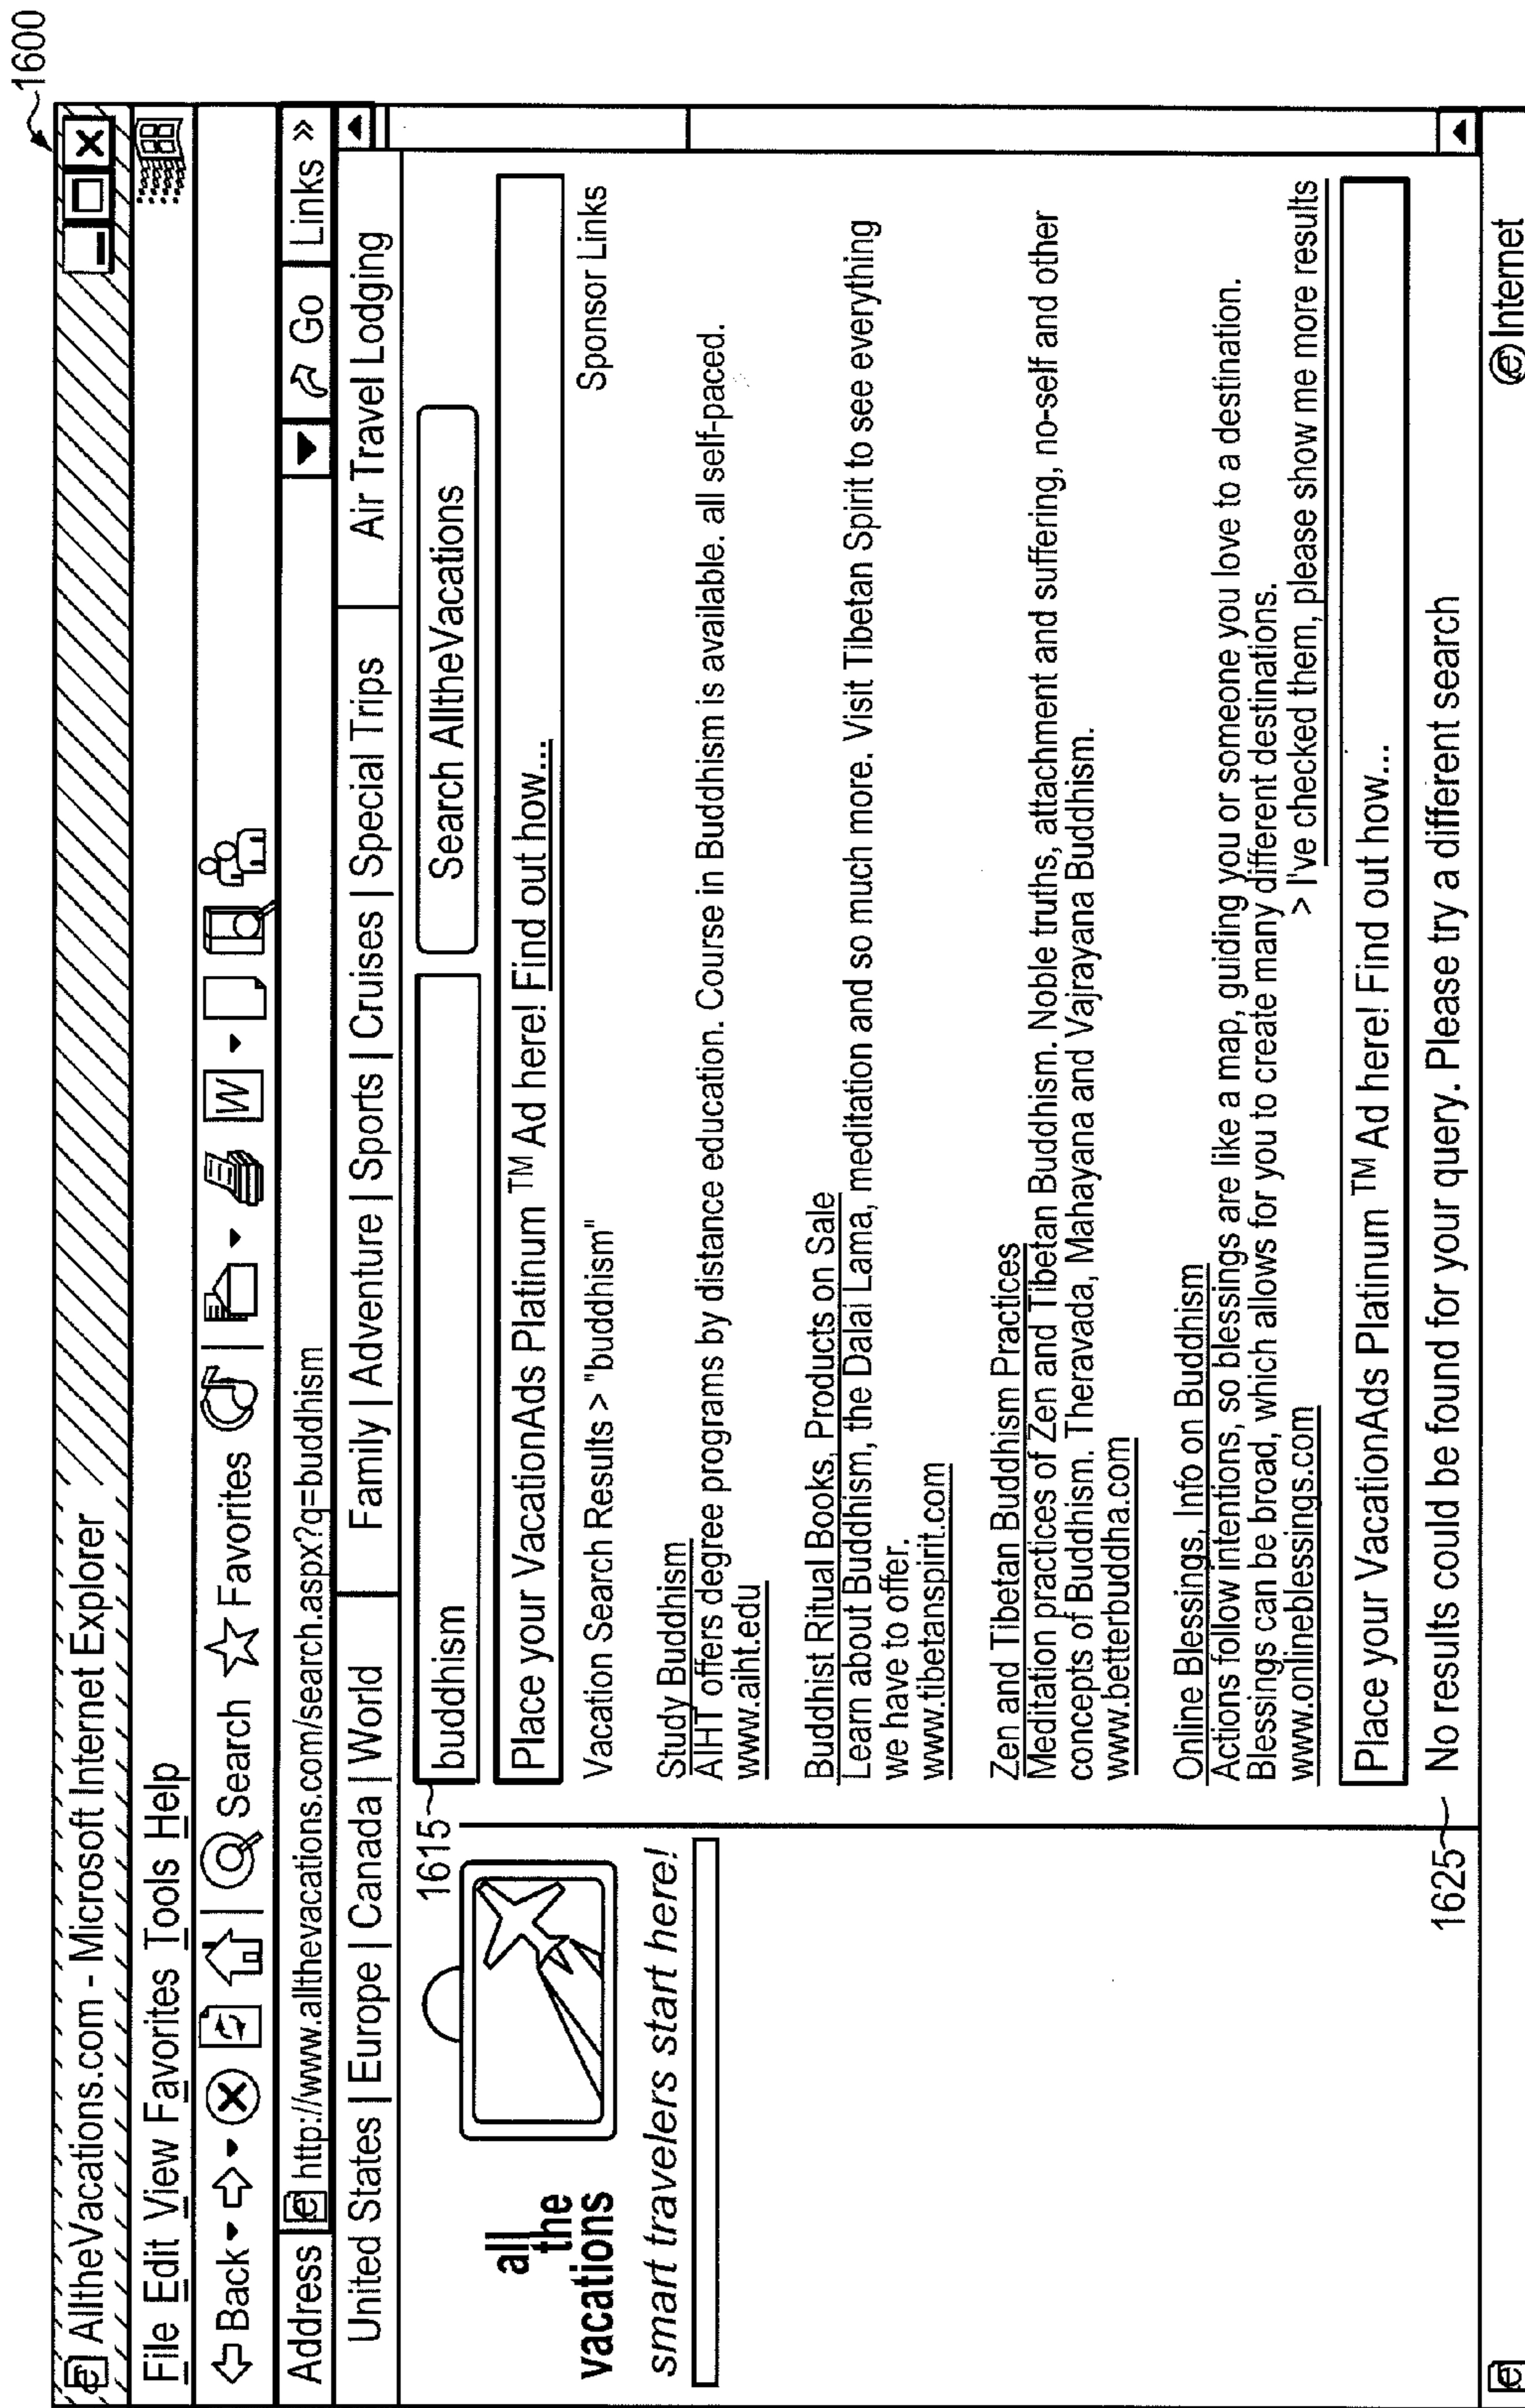 1600
AlltheVacations.com - Microsoft Internet Explorer
File Edit View Favorites Tools Help
Back Search Favorites W
Address http://www.allthevacations.com/search.aspx?q=buddhism Go Links »
United States | Europe | Canada | World Family | Adventure | Sports | Cruises | Special Trips Air Travel Lodging
all
the
vacations
smart travelers start here!
1615
buddhism Search AlltheVacations
Place your VacationAds Platinum ™ Ad here! Find out how...
Vacation Search Results > "buddhism" Sponsor Links
Study Buddhism
AIHT offers degree programs by distance education. Course in Buddhism is available. all self-paced.
www.aiht.edu
Buddhist Ritual Books, Products on Sale
Learn about Buddhism, the Dalai Lama, meditation and so much more. Visit Tibetan Spirit to see everything
we have to offer.
www.tibetanspirit.com
Zen and Tibetan Buddhism Practices
Meditation practices of Zen and Tibetan Buddhism. Noble truths, attachment and suffering, no-self and other
concepts of Buddhism. Theravada, Mahayana and Vajrayana Buddhism.
www.betterbuddha.com
Online Blessings, Info on Buddhism
Actions follow intentions, so blessings are like a map, guiding you or someone you love to a destination.
Blessings can be broad, which allows for you to create many different destinations.
www.onlineblessings.com > I've checked them, please show me more results
Place your VacationAds Platinum ™ Ad here! Find out how...
1625
No results could be found for your query. Please try a different search
Internet